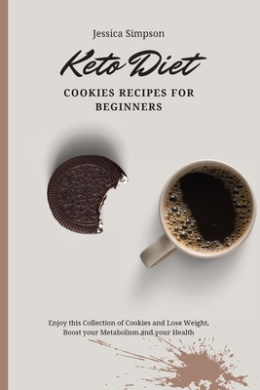 Jessica Simpson
Keto Diet
COOKIES RECIPES FOR
BEGINNERS
Enjoy this Collection of Cookies and Lose Weight,
Boost your Metabolism and your Health